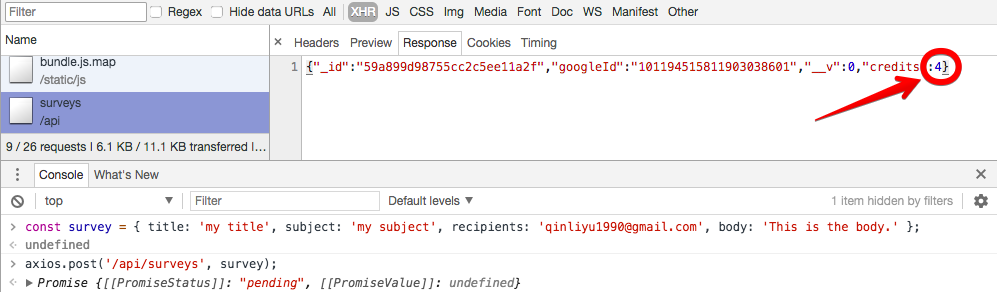 Filter Regex Hide data URLs All XHR JS CSS Img Media Font Doc WS Manifest Other
Name
× Headers Preview Response Cookies Timing
bundle.js.map
/static/js
surveys
/api
9 / 26 requests I 6.1 KB / 11.1 KB transferred I...
1 {"_id":"59a899d98755cc2c5ee11a2f","googleId":"101194515811903038601","__v":0,"credits":4}
Console What's New ×
top ▼ Filter Default levels ▼ 1 item hidden by filters
> const survey = { title: 'my title', subject: 'my subject', recipients: 'qinliyu1990@gmail.com', body: 'This is the body.' };
undefined
> axios.post('/api/surveys', survey);
▶ Promise {[[PromiseStatus]]: "pending", [[PromiseValue]]: undefined}